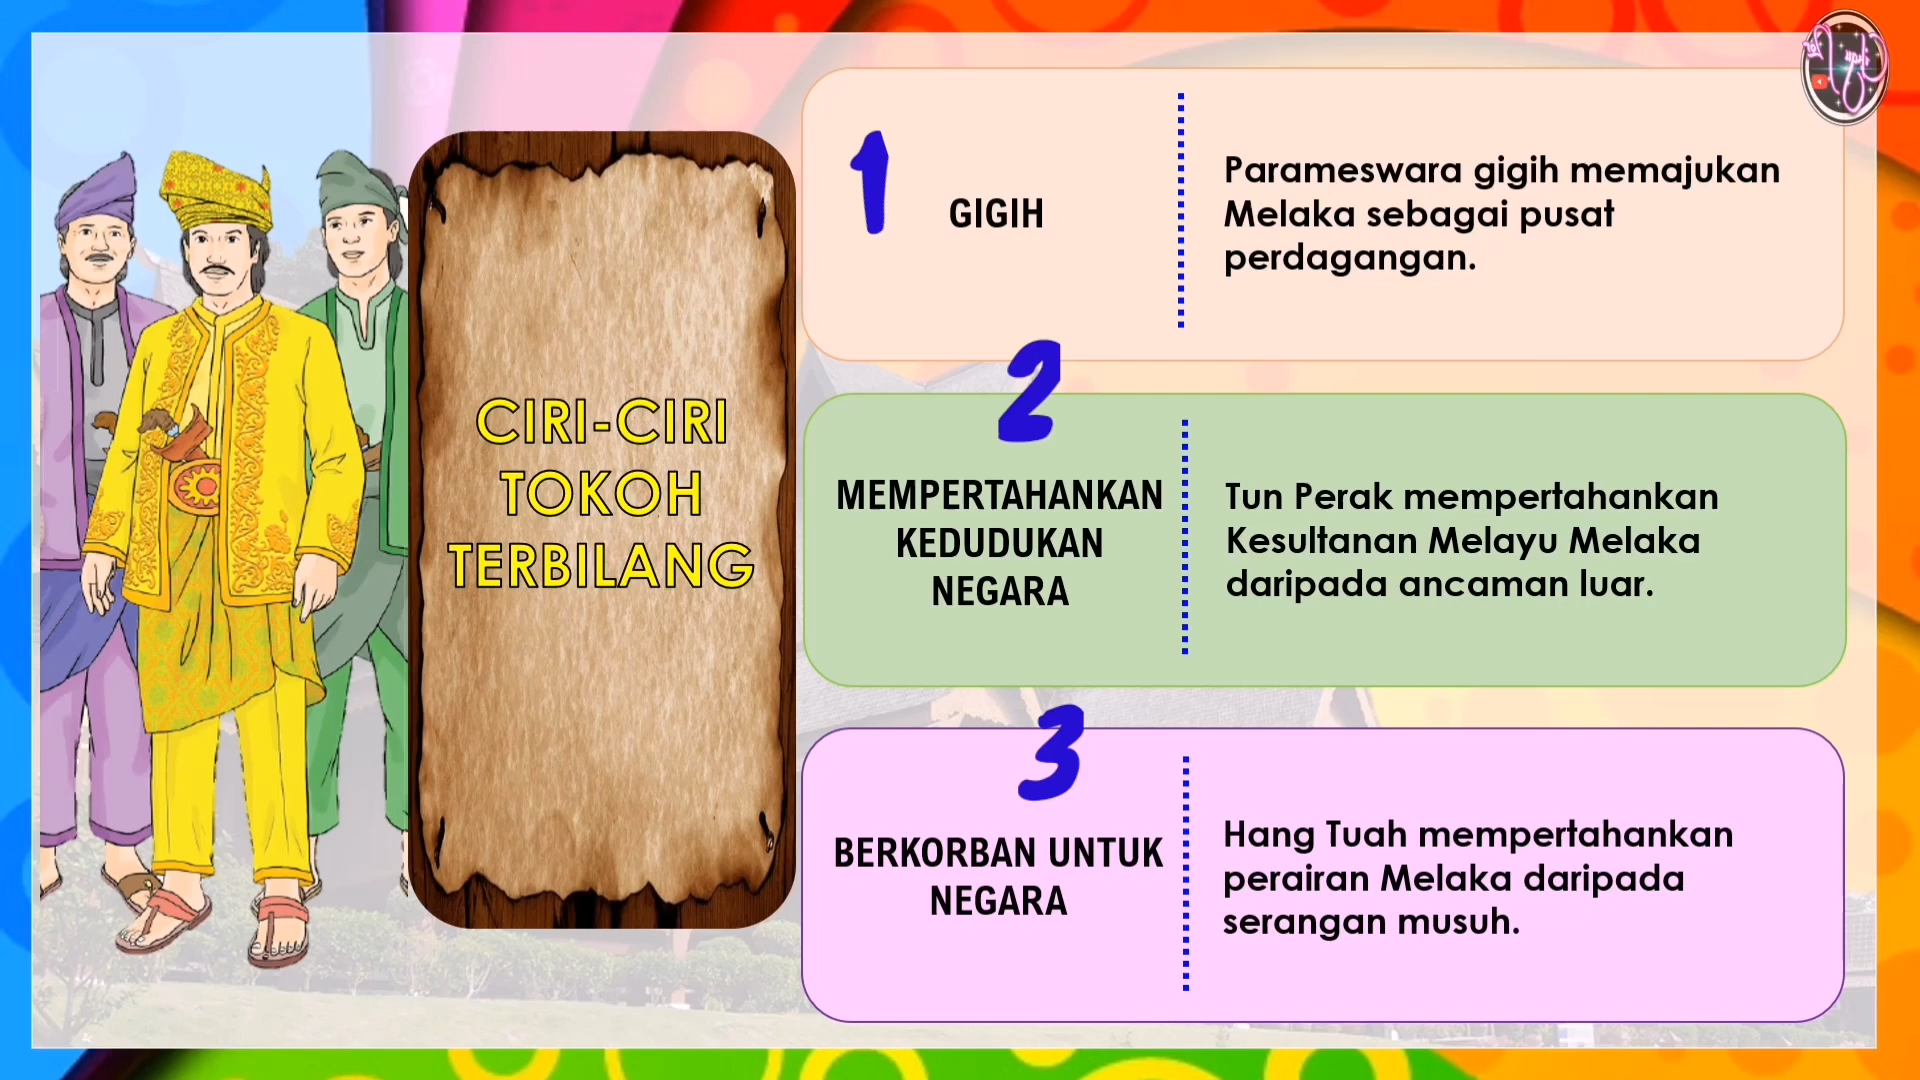 CIRI-CIRI
TOKOH
TERBILANG
1
GIGIH
Parameswara gigih memajukan
Melaka sebagai pusat
perdagangan.
2
MEMPERTAHANKAN
KEDUDUKAN
NEGARA
Tun Perak mempertahankan
Kesultanan Melayu Melaka
daripada ancaman luar.
3
BERKORBAN UNTUK
NEGARA
Hang Tuah mempertahankan
perairan Melaka daripada
serangan musuh.